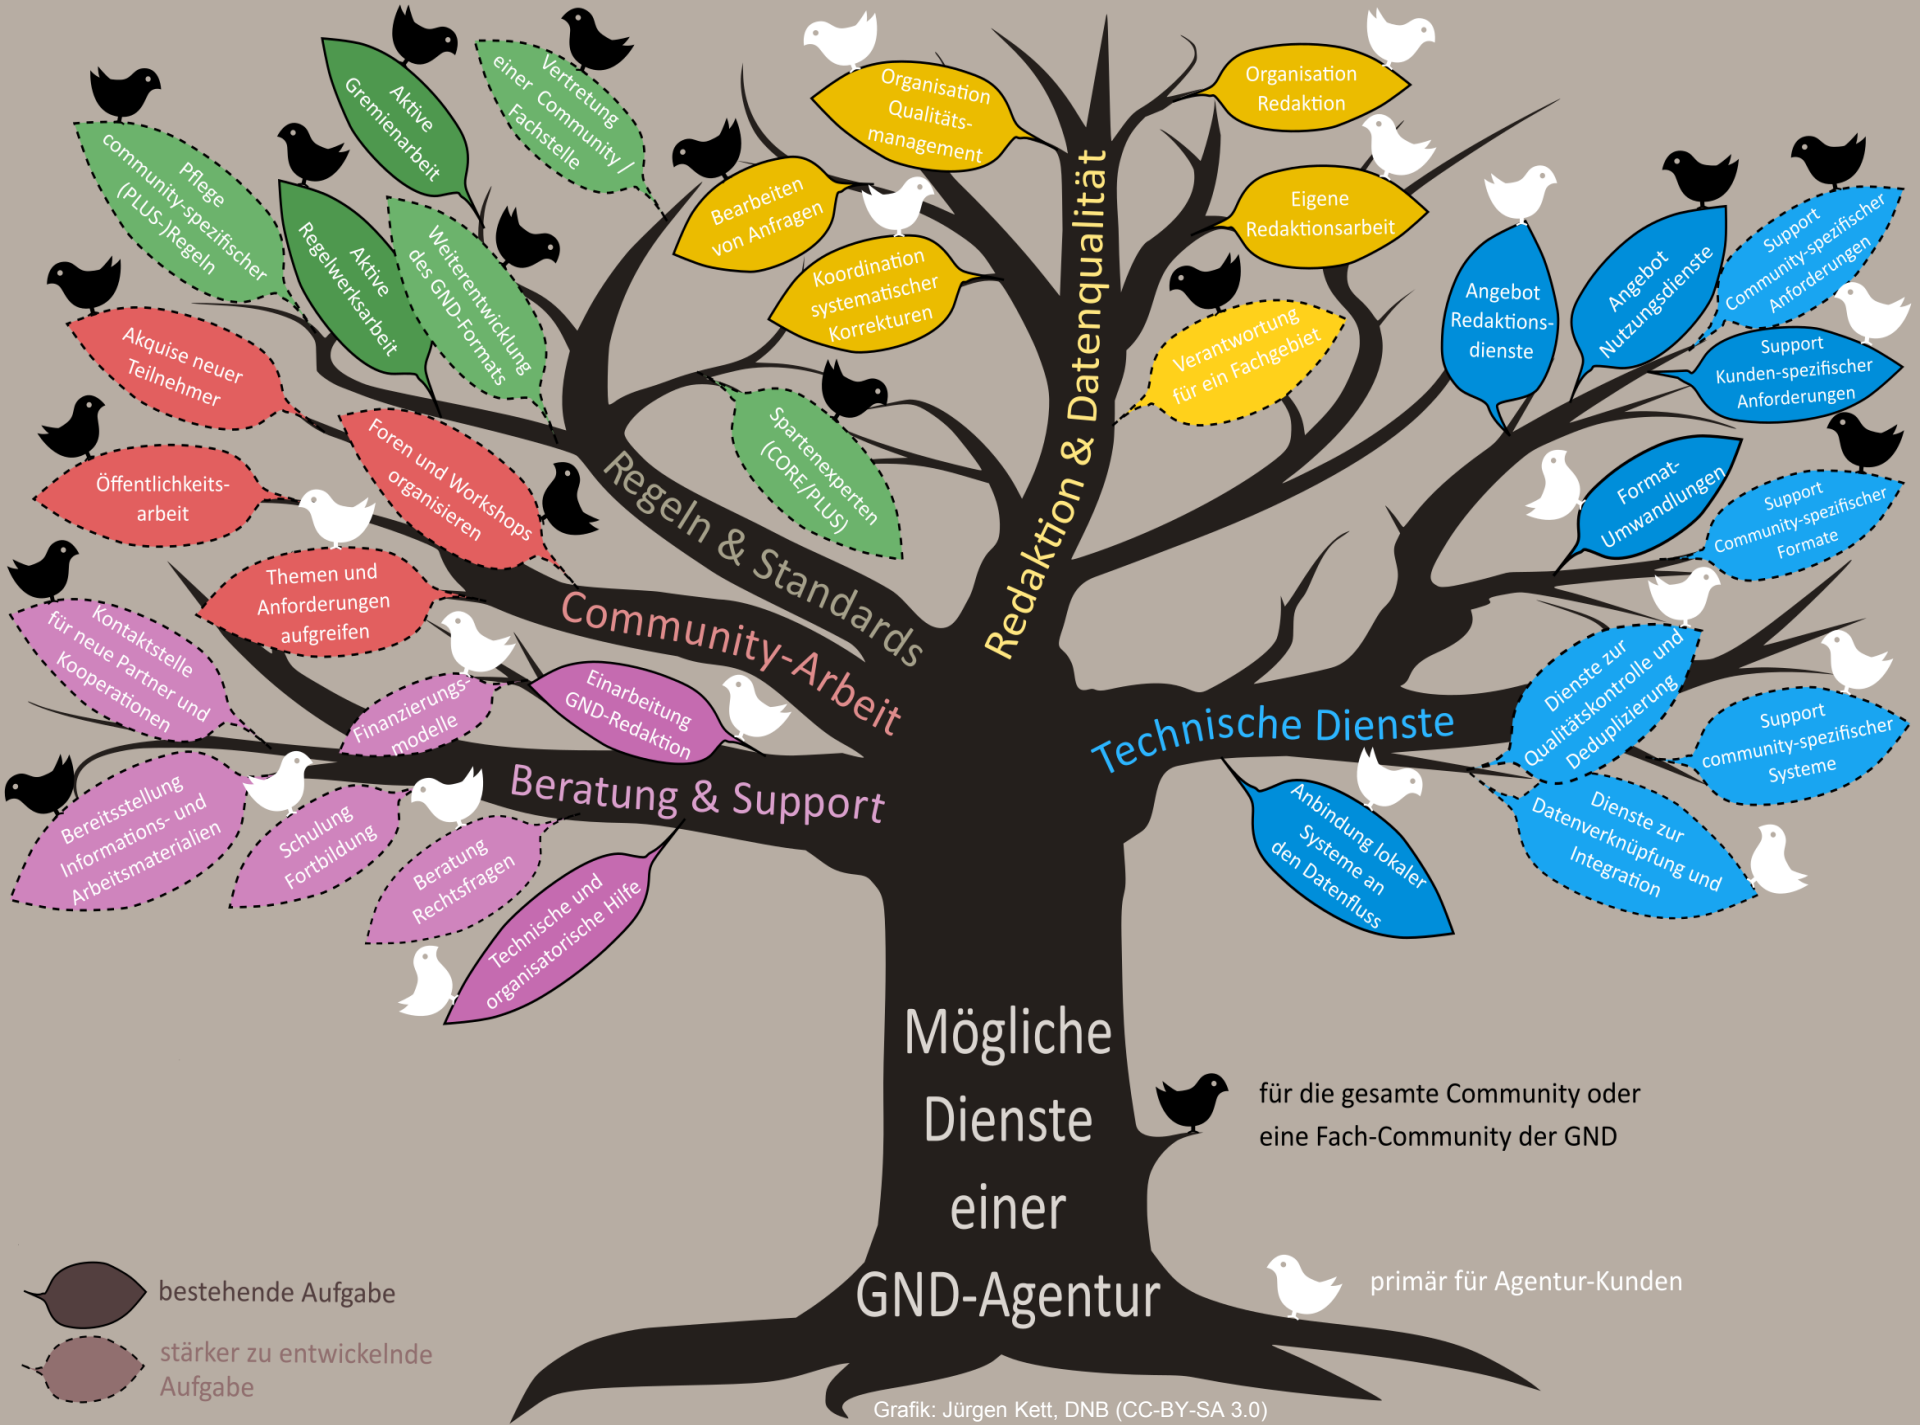 Pflege
community-spezifischer
(PLUS-)Regeln
Aktive
Gremienarbeit
Vertretung
einer Community /
Fachstelle
Aktive
Regelwerksarbeit
Weiterentwicklung
des GND-Formats
Spartenexperten
(CORE/PLUS)
Regeln & Standards
Organisation
Qualitäts-
management
Organisation
Redaktion
Bearbeiten
von Anfragen
Koordination
systematischer
Korrekturen
Eigene
Redaktionsarbeit
Verantwortung
für ein Fachgebiet
Redaktion & Datenqualität
Angebot
Redaktions-
dienste
Angebot
Nutzungsdienste
Support
Community-spezifischer
Anforderungen
Support
Kunden-spezifischer
Anforderungen
Format-
Umwandlungen
Support
Community-spezifischer
Formate
Dienste zur
Qualitätskontrolle und
Deduplizierung
Support
community-spezifischer
Systeme
Dienste zur
Datenverknüpfung und
Integration
Anbindung lokaler
Systeme an
den Datenfluss
Technische Dienste
Akquise neuer
Teilnehmer
Foren und Workshops
organisieren
Öffentlichkeits-
arbeit
Themen und
Anforderungen
aufgreifen
Community-Arbeit
Kontaktstelle
für neue Partner und
Kooperationen
Finanzierungs-
modelle
Einarbeitung
GND-Redaktion
Bereitsstellung
Informations- und
Arbeitsmaterialien
Schulung
Fortbildung
Beratung
Rechtsfragen
Technische und
organisatorische Hilfe
Beratung & Support
Mögliche
Dienste
einer
GND-Agentur
für die gesamte Community oder
eine Fach-Community der GND
primär für Agentur-Kunden
bestehende Aufgabe
stärker zu entwickelnde
Aufgabe
Grafik: Jürgen Kett, DNB (CC-BY-SA 3.0)